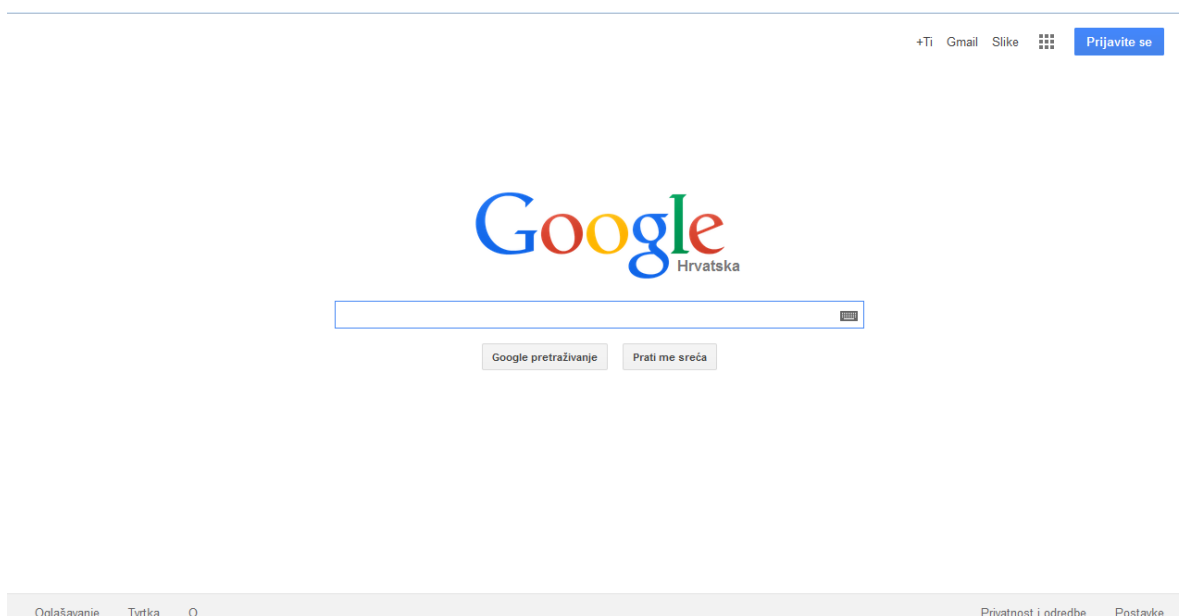 +Ti Gmail Slike Prijavite se
Google
Hrvatska
Google pretraživanje Prati me sreća
Oglašavanje Tvrtka O Privatnost i odredbe Postavke